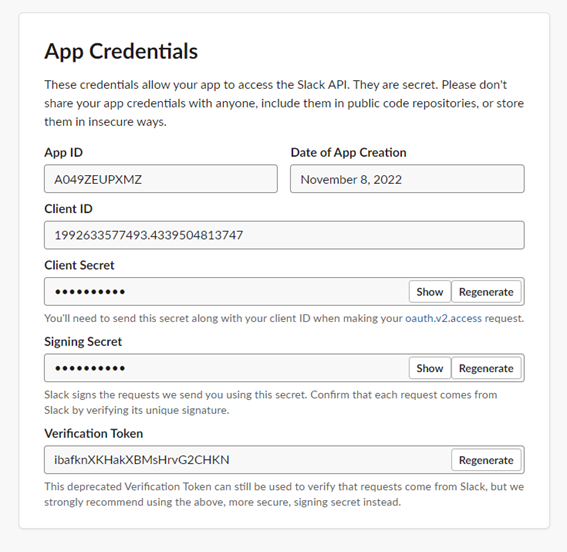 App Credentials
These credentials allow your app to access the Slack API. They are secret. Please don't
share your app credentials with anyone, include them in public code repositories, or store
them in insecure ways.
App ID
Date of App Creation
A049ZEUPXMZ
November 8, 2022
Client ID
1992633577493.4339504813747
Client Secret
•••••••••• Show Regenerate
You'll need to send this secret along with your client ID when making your oauth.v2.access request.
Signing Secret
•••••••••• Show Regenerate
Slack signs the requests we send you using this secret. Confirm that each request comes from
Slack by verifying its unique signature.
Verification Token
ibafknXKHakXBMsHrvG2CHKN Regenerate
This deprecated Verification Token can still be used to verify that requests come from Slack, but we
strongly recommend using the above, more secure, signing secret instead.